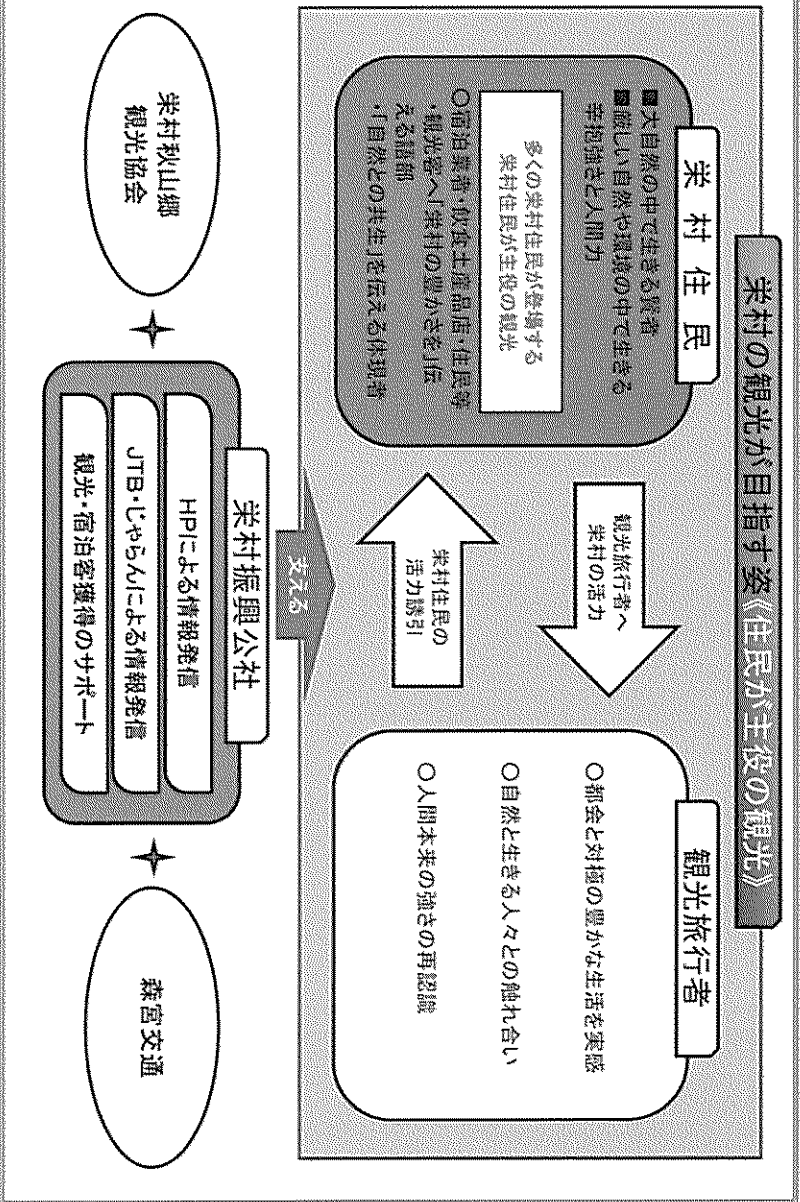 栄村の観光が目指す姿《住民が主役の観光》
栄村住民
■大自然の中で生きる賢者
■厳しい自然や環境の中で生きる
辛抱強さと人間力
多くの栄村住民が登場する
栄村住民が主役の観光
○宿泊業者・飲食土産品店・住民等
・観光客へ「栄村の豊かさを」伝
える語部
・「自然との共生」を伝える体現者
観光旅行者へ
栄村の活力
栄村住民の
活力誘引
観光旅行者
○都会と対極の豊かな生活を実感
○自然と生きる人々との触れ合い
○人間本来の強さの再認識
支える
栄村秋山郷
観光協会
栄村振興公社
HPによる情報発信
JTB・じゃらんによる情報発信
観光・宿泊客獲得のサポート
森宮交通